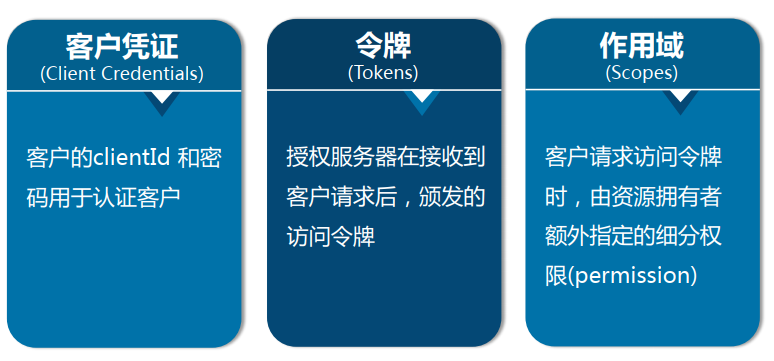 客户凭证
(Client Credentials)
客户的clientId 和密
码用于认证客户
令牌
(Tokens)
授权服务器在接收到
客户请求后，颁发的
访问令牌
作用域
(Scopes)
客户请求访问令牌
时，由资源拥有者
额外指定的细分权
限(permission)